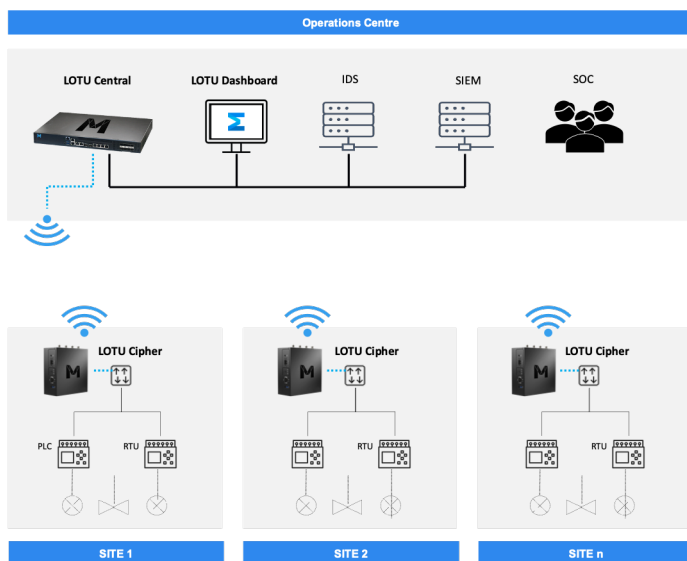 Operations Centre
LOTU Central LOTU Dashboard IDS SIEM SOC
M
LOTU Cipher LOTU Cipher LOTU Cipher
M M M
PLC RTU RTU RTU
SITE 1 SITE 2 SITE n